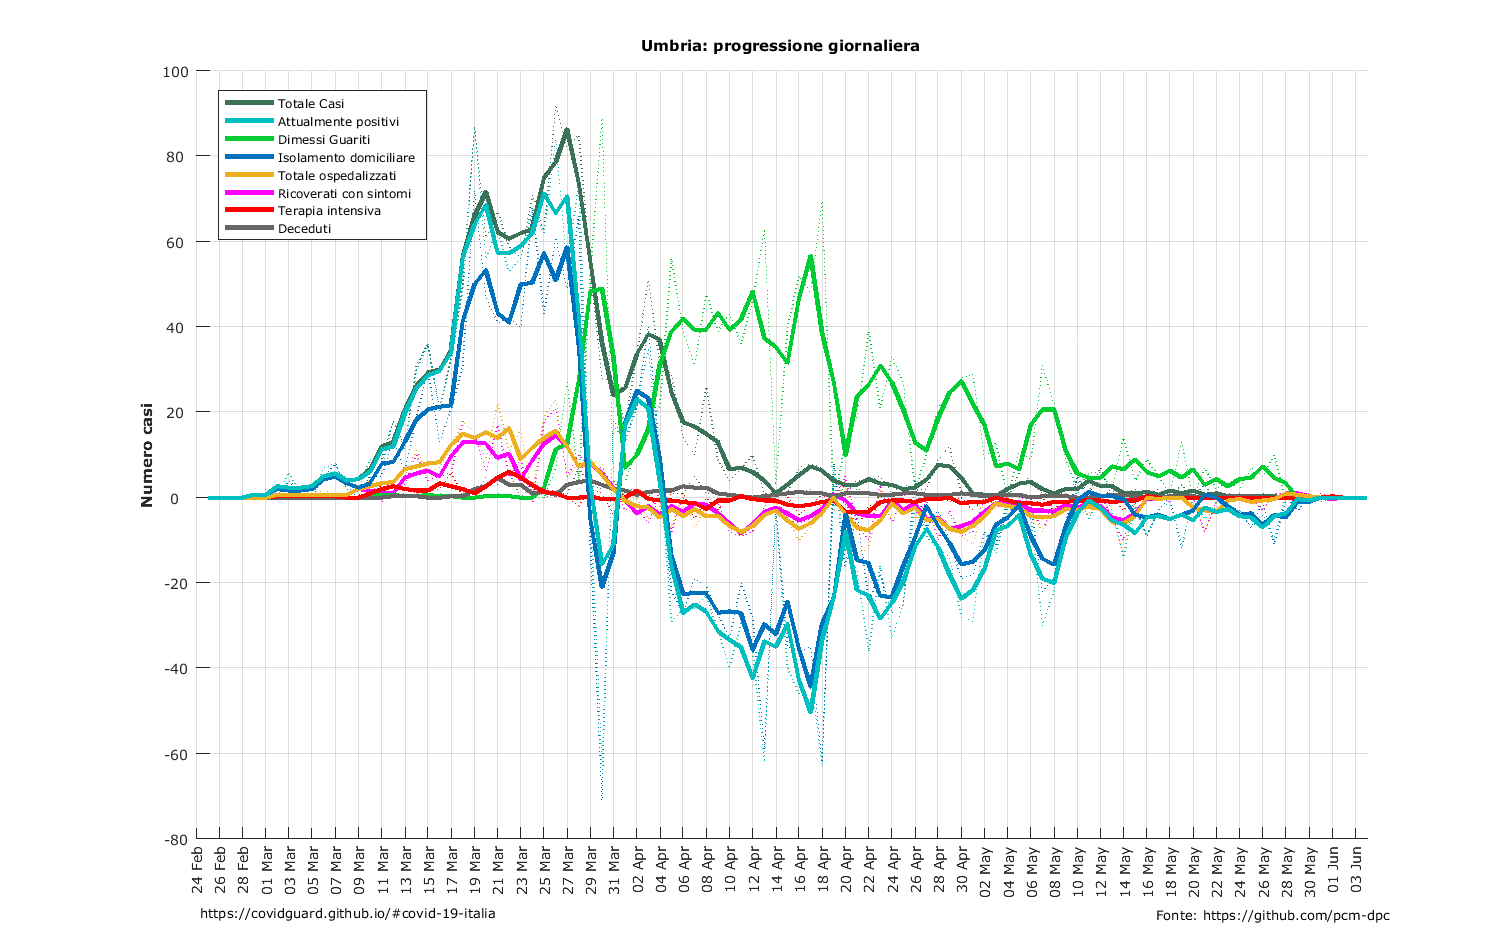 Umbria: progressione giornaliera
Numero casi
100
80
60
40
20
0
-20
-40
-60
-80
Totale Casi
Attualmente positivi
Dimessi Guariti
Isolamento domiciliare
Totale ospedalizzati
Ricoverati con sintomi
Terapia intensiva
Deceduti
24 Feb
26 Feb
28 Feb
01 Mar
03 Mar
05 Mar
07 Mar
09 Mar
11 Mar
13 Mar
15 Mar
17 Mar
19 Mar
21 Mar
23 Mar
25 Mar
27 Mar
29 Mar
31 Mar
02 Apr
04 Apr
06 Apr
08 Apr
10 Apr
12 Apr
14 Apr
16 Apr
18 Apr
20 Apr
22 Apr
24 Apr
26 Apr
28 Apr
30 Apr
02 May
04 May
06 May
08 May
10 May
12 May
14 May
16 May
18 May
20 May
22 May
24 May
26 May
28 May
30 May
01 Jun
03 Jun
https://covidguard.github.io/#covid-19-italia
Fonte: https://github.com/pcm-dpc